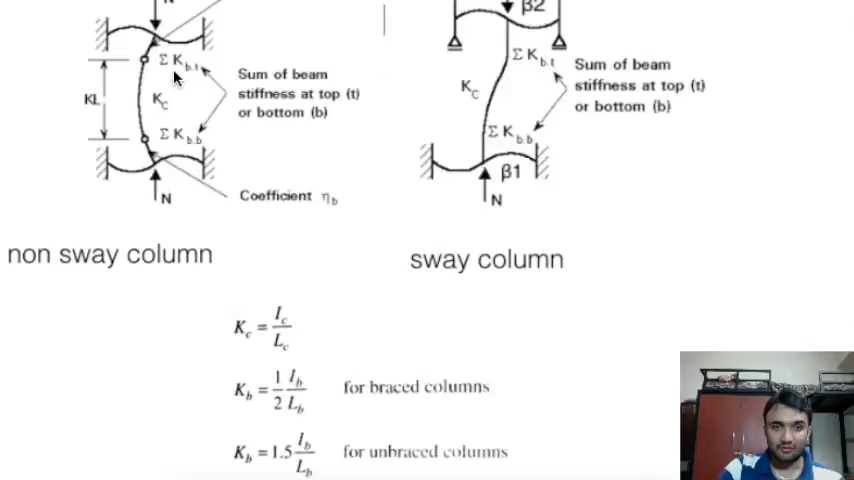 N
β2
Σ K_b.t
Σ K_b.t
Sum of beam
stiffness at top (t)
or bottom (b)
Sum of beam
stiffness at top (t)
or bottom (b)
KL
K_C
K_C
Σ K_b.b
Σ K_b.b
β1
N
Coefficient η_b
N
non sway column
sway column
K_c = I_c / L_c
K_b = 1/2 I_b / L_b for braced columns
K_b = 1.5 I_b / L_b for unbraced columns